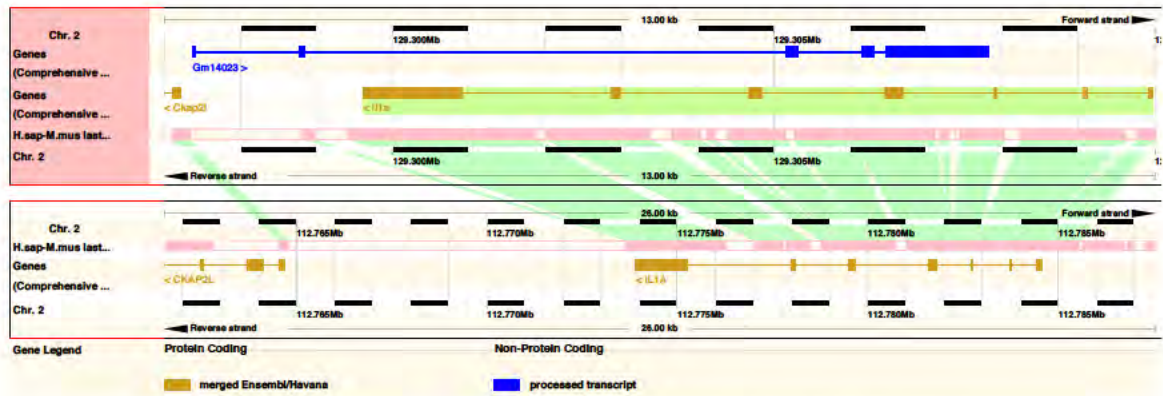 13.00 kb Forward strand
Chr. 2
129.300Mb 129.305Mb
Genes
(Comprehensive ...
Gm14023 >
Genes
(Comprehensive ...
< Ckap2l < Il1a
H.sap-M.mus last...
Chr. 2
129.300Mb 129.305Mb
Reverse strand 13.00 kb
26.00 kb Forward strand
Chr. 2
112.765Mb 112.770Mb 112.775Mb 112.780Mb 112.785Mb
H.sap-M.mus last...
Genes
(Comprehensive ...
< CKAP2L < IL1A
Chr. 2
112.765Mb 112.770Mb 112.775Mb 112.780Mb 112.785Mb
Reverse strand 26.00 kb
Gene Legend Protein Coding Non-Protein Coding
merged Ensembl/Havana processed transcript